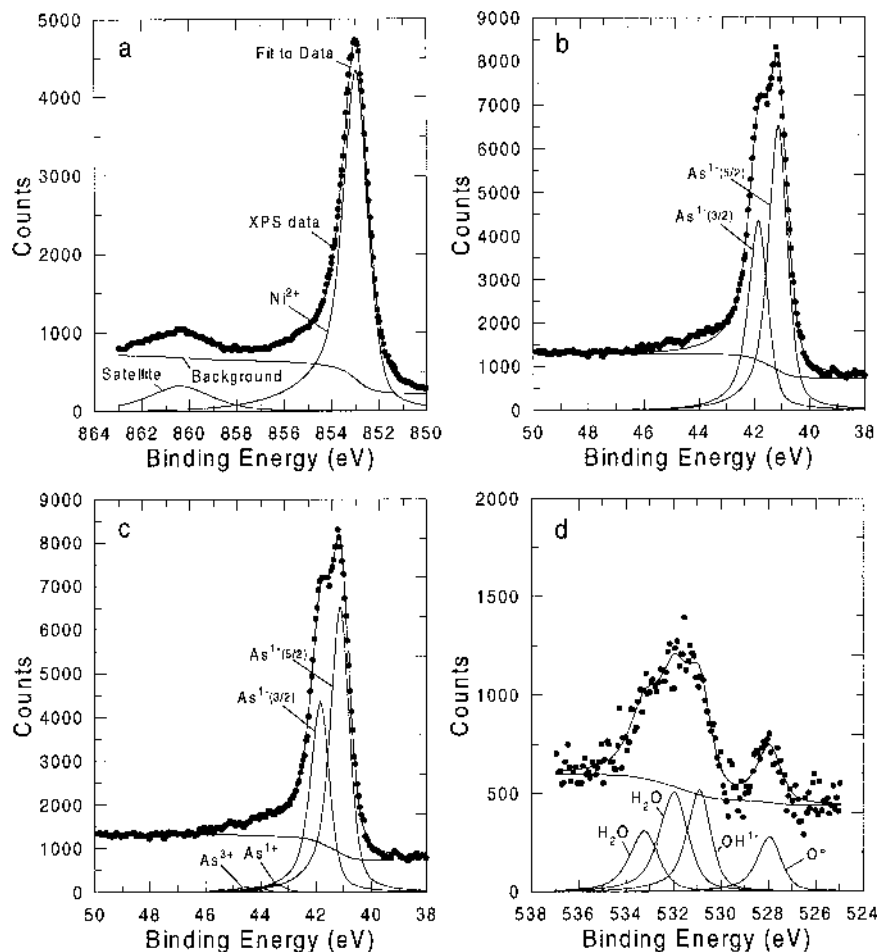 a
Fit to Data
XPS data
Ni2+
Satellite
Background
5000
4000
3000
2000
1000
0
Counts
864
860
856
854
852
850
Binding Energy (eV)
b
As1-(5/2)
As1-(3/2)
9000
8000
7000
6000
5000
4000
3000
2000
1000
0
Counts
50
48
46
44
42
40
38
Binding Energy (eV)
c
As1-(5/2)
As1-(3/2)
As3+
As1+
9000
8000
7000
6000
5000
4000
3000
2000
1000
0
Counts
50
48
46
44
42
40
38
Binding Energy (eV)
d
H2O
H2O
OH1-
2000
1500
1000
500
0
Counts
538
536
534
532
530
528
526
524
Binding Energy (eV)